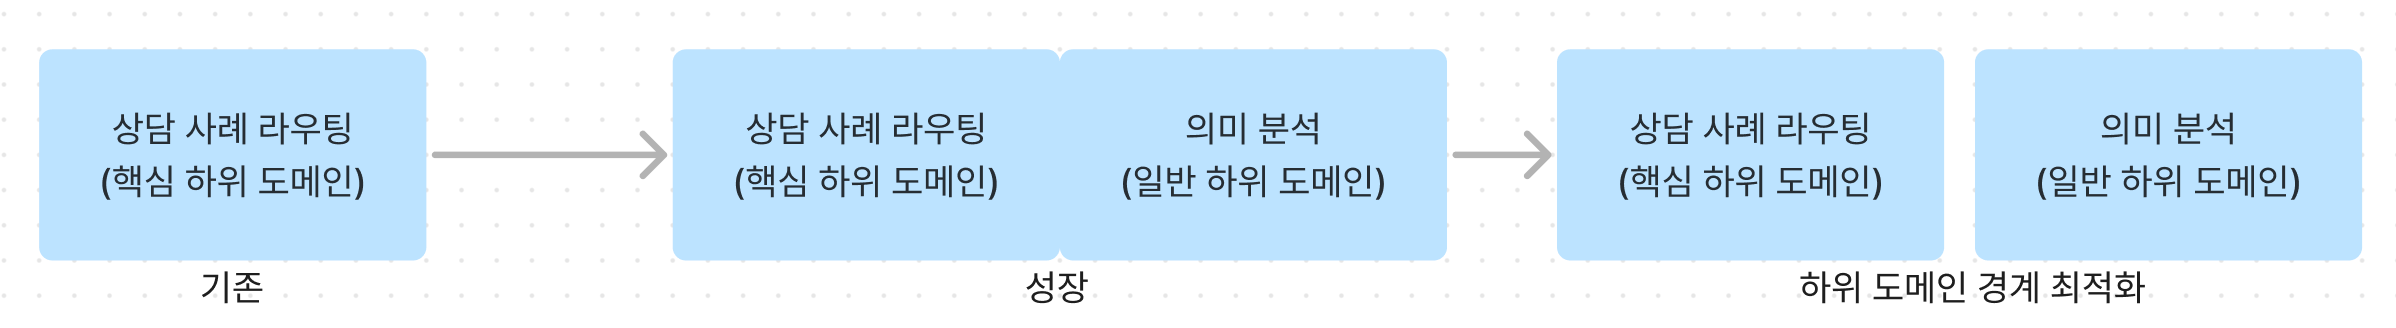 상담 사례 라우팅
(핵심 하위 도메인)
기존
상담 사례 라우팅
(핵심 하위 도메인)
의미 분석
(일반 하위 도메인)
성장
상담 사례 라우팅
(핵심 하위 도메인)
의미 분석
(일반 하위 도메인)
하위 도메인 경계 최적화